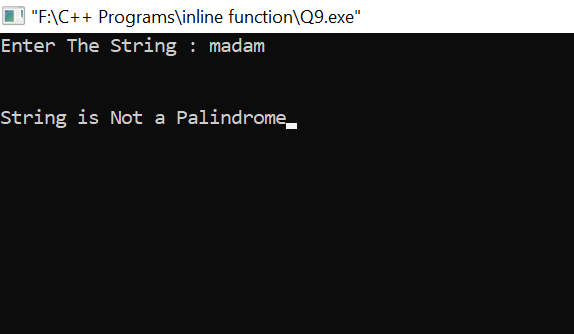 "F:\C++ Programs\inline function\Q9.exe"
Enter The String : madam
String is Not a Palindrome